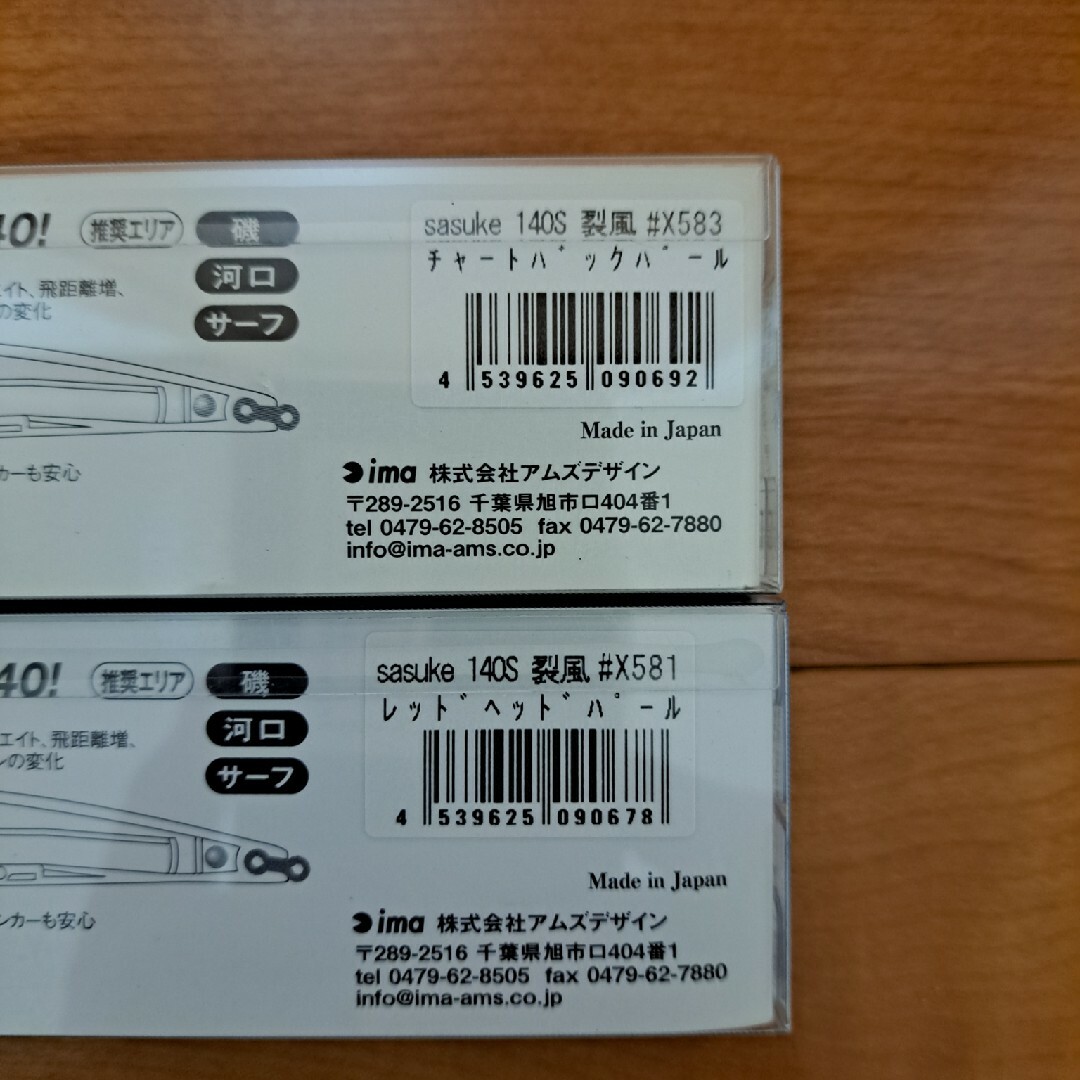 40!
推奨エリア
磯
河口
サーフ
エイト、飛距離増、
の変化
カーも安心
sasuke 140S 裂風 #X583
チャートバックパール
4 539625 090692
Made in Japan
ima 株式会社アムズデザイン
〒289-2516 千葉県旭市ロ404番1
tel 0479-62-8505 fax 0479-62-7880
info@ima-ams.co.jp
40!
推奨エリア
磯
河口
サーフ
エイト、飛距離増、
ンの変化
ンカーも安心
sasuke 140S 裂風 #X581
レッドヘッドパール
4 539625 090678
Made in Japan
ima 株式会社アムズデザイン
〒289-2516 千葉県旭市ロ404番1
tel 0479-62-8505 fax 0479-62-7880
info@ima-ams.co.jp